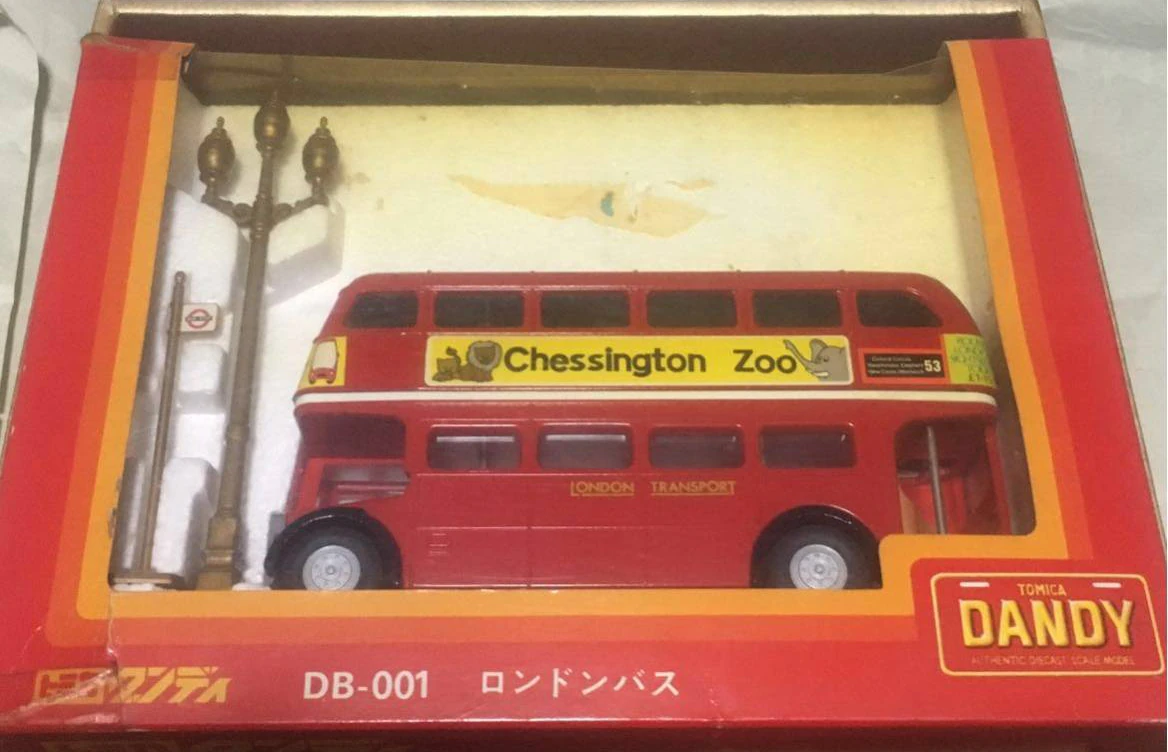 Chessington Zoo
53
LONDON TRANSPORT
TOMICA
DANDY
AUTHENTIC DIECAST SCALE MODEL
トミカダンディ
DB-001 ロンドンバス